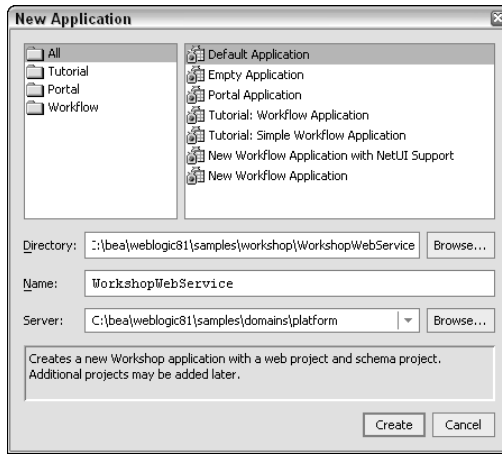 New Application
All
Tutorial
Portal
Workflow
Default Application
Empty Application
Portal Application
Tutorial: Workflow Application
Tutorial: Simple Workflow Application
New Workflow Application with NetUI Support
New Workflow Application
Directory: :\bea\weblogic81\samples\workshop\WorkshopWebService Browse...
Name: WorkshopWebService
Server: C:\bea\weblogic81\samples\domains\platform Browse...
Creates a new Workshop application with a web project and schema project.
Additional projects may be added later.
Create Cancel